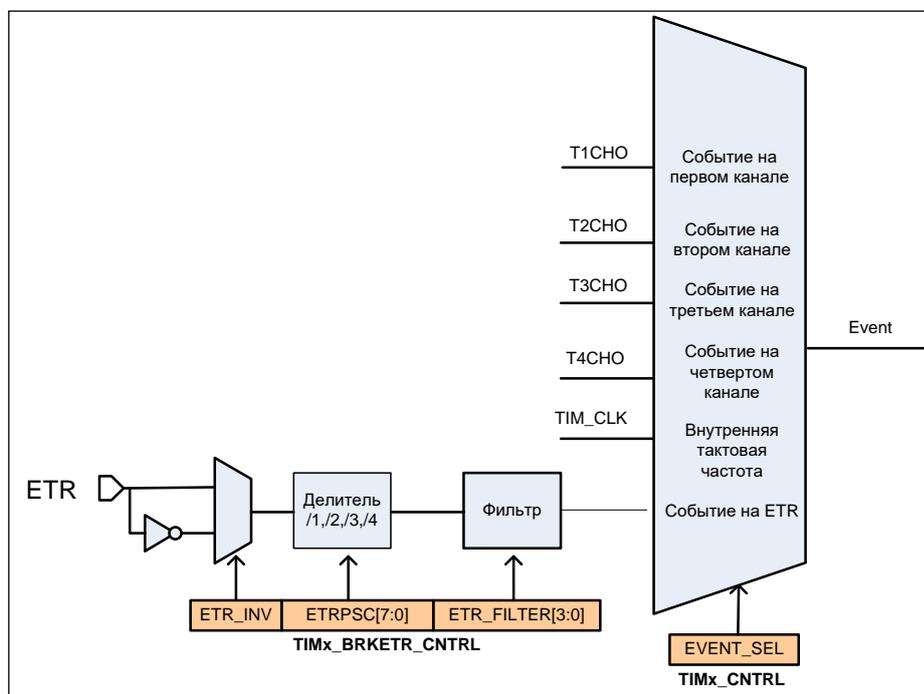 T1CHO
Событие на
первом канале
T2CHO
Событие на
втором канале
T3CHO
Событие на
третьем канале
Event
T4CHO
Событие на
четвертом
канале
TIM_CLK
Внутренняя
тактовая
частота
ETR
Делитель
/1,/2,/3,/4
Фильтр
Событие на ETR
ETR_INV
ETRPSC[7:0]
ETR_FILTER[3:0]
TIMx_BRKETR_CNTRL
EVENT_SEL
TIMx_CNTRL